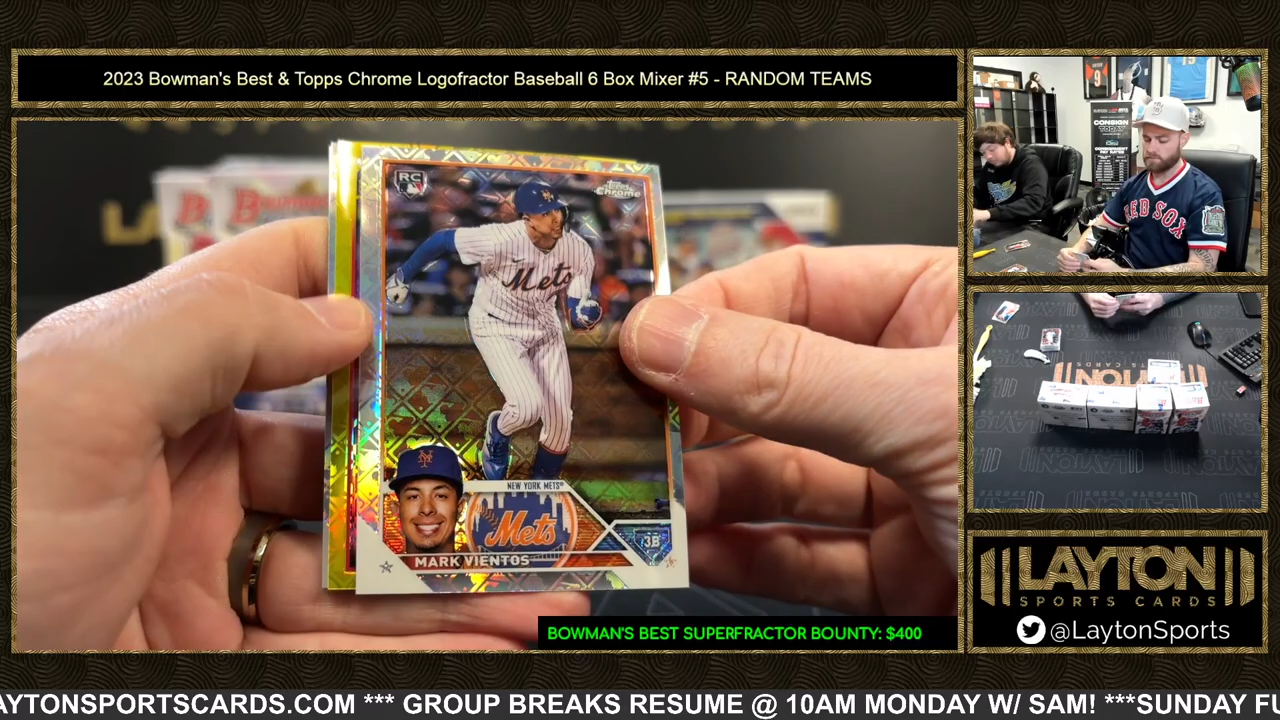 2023 Bowman's Best & Topps Chrome Logofractor Baseball 6 Box Mixer #5 - RANDOM TEAMS
RC
Topps
Chrome
Mets
NEW YORK METS
Mets
3B
MARK VIENTOS
BOWMAN'S BEST SUPERFRACTOR BOUNTY: $400
CONSIGN
TODAY
RED SOX
LAYTON
SPORTS CARDS
@LaytonSports
AYTONSPORTSCARDS.COM *** GROUP BREAKS RESUME @ 10AM MONDAY W/ SAM! ***SUNDAY FU